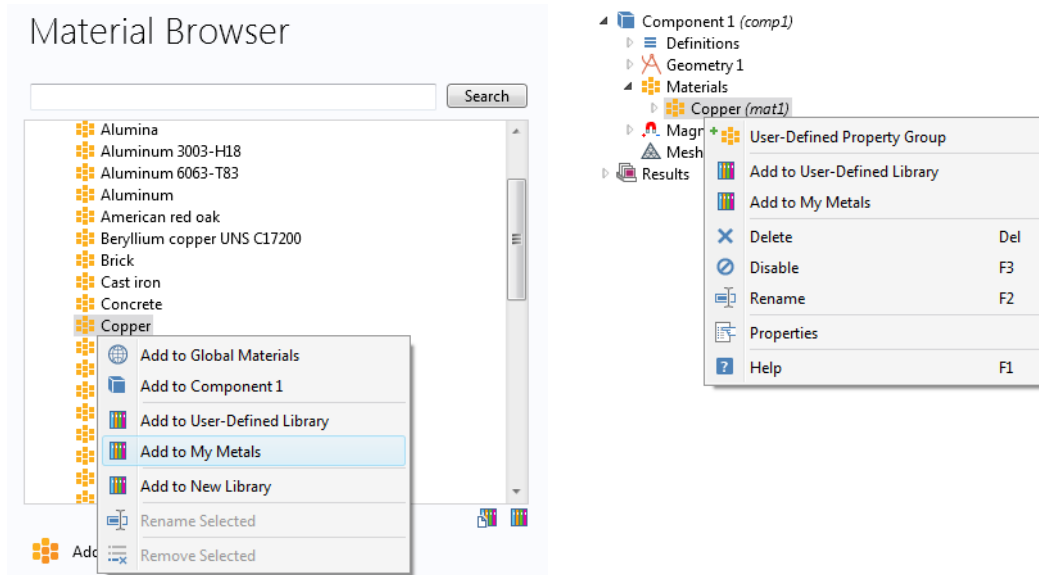 Material Browser
Search
Alumina
Aluminum 3003-H18
Aluminum 6063-T83
Aluminum
American red oak
Beryllium copper UNS C17200
Brick
Cast iron
Concrete
Copper
Add to Global Materials
Add to Component 1
Add to User-Defined Library
Add to My Metals
Add to New Library
Rename Selected
Add
Remove Selected
Component 1 (comp1)
Definitions
Geometry 1
Materials
Copper (mat1)
Magn
Mesh
Results
User-Defined Property Group
Add to User-Defined Library
Add to My Metals
Delete Del
Disable F3
Rename F2
Properties
Help F1